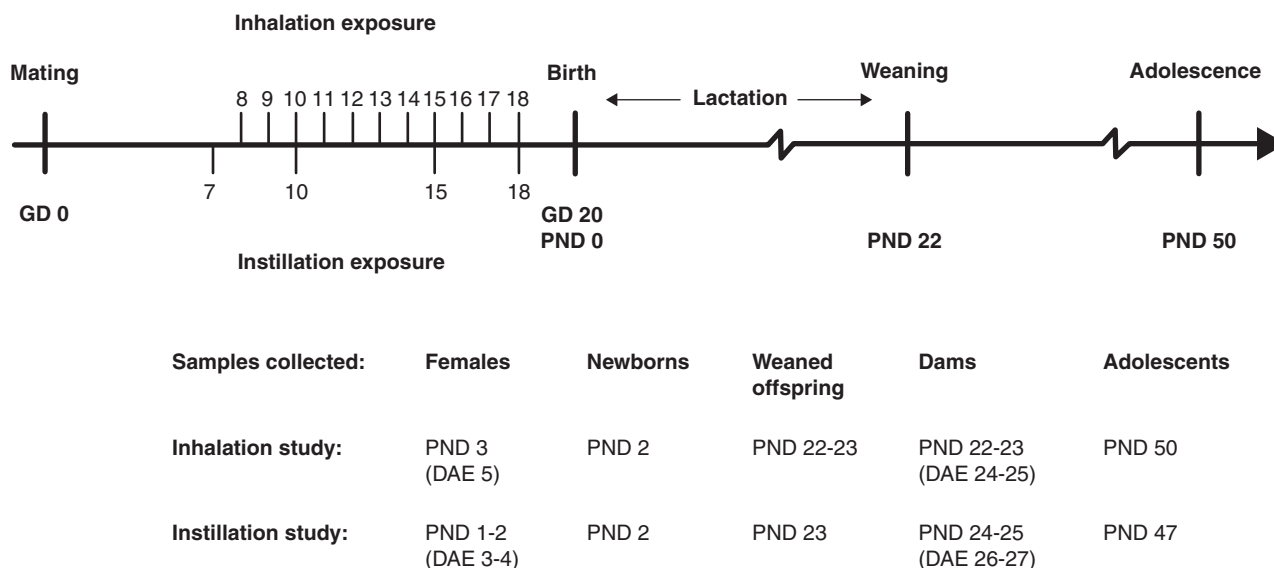 Inhalation exposure
Mating
Birth
Weaning
Adolescence
Lactation
8 9 10 11 12 13 14 15 16 17 18
7 10 15 18
GD 0
GD 20
PND 0
PND 22
PND 50
Instillation exposure
Samples collected: Females Newborns Weaned offspring Dams Adolescents
Inhalation study: PND 3 PND 2 PND 22-23 PND 22-23 PND 50
(DAE 5) (DAE 24-25)
Instillation study: PND 1-2 PND 2 PND 23 PND 24-25 PND 47
(DAE 3-4) (DAE 26-27)